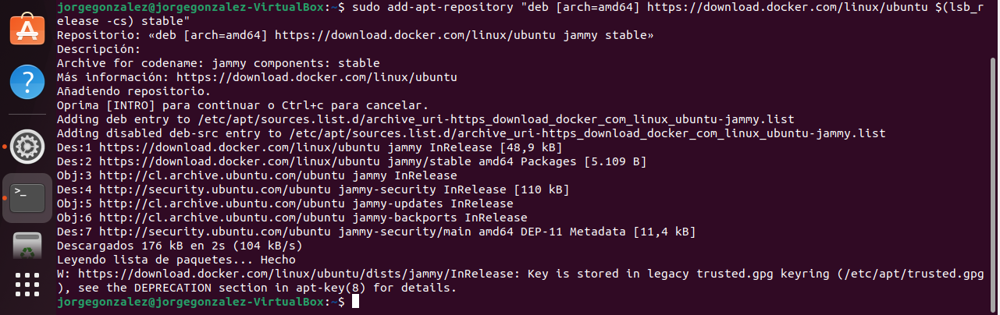 jorgegonzalez@jorgegonzalez-VirtualBox:~$ sudo add-apt-repository "deb [arch=amd64] https://download.docker.com/linux/ubuntu $(lsb_r
elease -cs) stable"
Repositorio: «deb [arch=amd64] https://download.docker.com/linux/ubuntu jammy stable»
Descripción:
Archive for codename: jammy components: stable
Más información: https://download.docker.com/linux/ubuntu
Añadiendo repositorio.
Oprima [INTRO] para continuar o Ctrl+c para cancelar.
Adding deb entry to /etc/apt/sources.list.d/archive_uri-https_download_docker_com_linux_ubuntu-jammy.list
Adding disabled deb-src entry to /etc/apt/sources.list.d/archive_uri-https_download_docker_com_linux_ubuntu-jammy.list
Des:1 https://download.docker.com/linux/ubuntu jammy InRelease [48,9 kB]
Des:2 https://download.docker.com/linux/ubuntu jammy/stable amd64 Packages [5.109 B]
Obj:3 http://cl.archive.ubuntu.com/ubuntu jammy InRelease
Des:4 http://security.ubuntu.com/ubuntu jammy-security InRelease [110 kB]
Obj:5 http://cl.archive.ubuntu.com/ubuntu jammy-updates InRelease
Obj:6 http://cl.archive.ubuntu.com/ubuntu jammy-backports InRelease
Des:7 http://security.ubuntu.com/ubuntu jammy-security/main amd64 DEP-11 Metadata [11,4 kB]
Descargados 176 kB en 2s (104 kB/s)
Leyendo lista de paquetes... Hecho
W: https://download.docker.com/linux/ubuntu/dists/jammy/InRelease: Key is stored in legacy trusted.gpg keyring (/etc/apt/trusted.gpg
), see the DEPRECATION section in apt-key(8) for details.
jorgegonzalez@jorgegonzalez-VirtualBox:~$